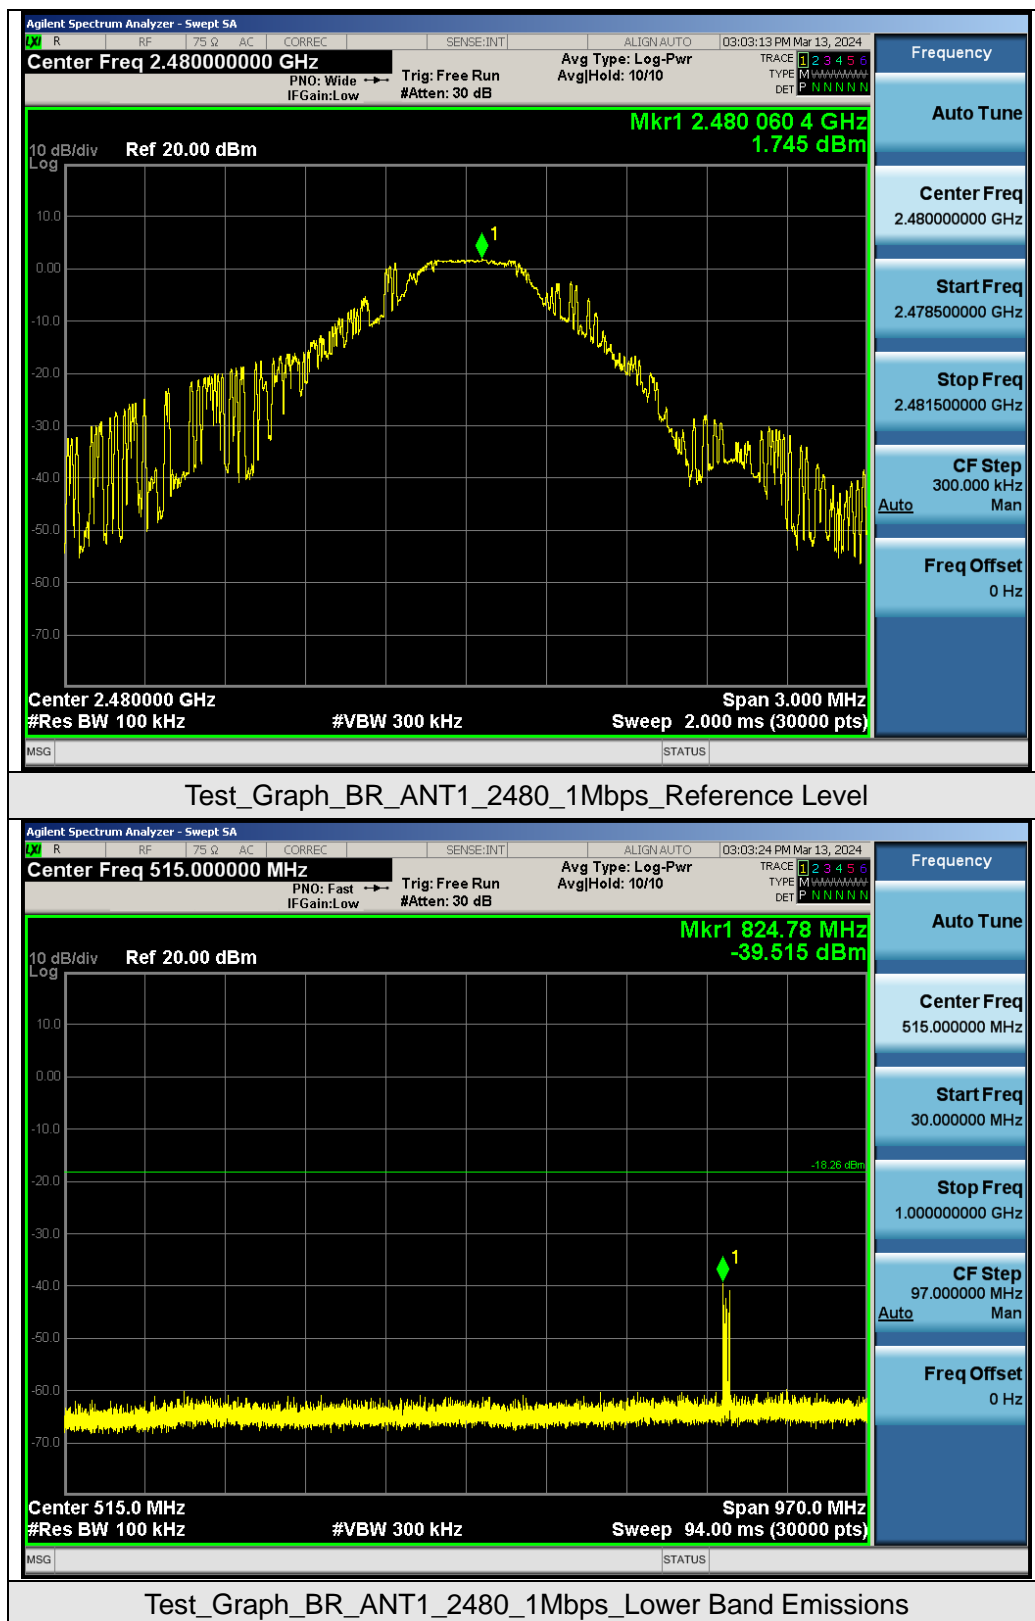 Agilent Spectrum Analyzer - Swept SA
LXI R RF 75 Ω AC CORREC SENSE:INT ALIGN AUTO 03:03:13 PM Mar 13, 2024
Center Freq 2.480000000 GHz
PNO: Wide
IFGain:Low
Trig: Free Run
#Atten: 30 dB
Avg Type: Log-Pwr
Avg|Hold: 10/10
TRACE 1 2 3 4 5 6
TYPE M WWWWW
DET P N N N N N
Mkr1 2.480 060 4 GHz
1.745 dBm
10 dB/div Ref 20.00 dBm
Log
1
10.0
0.00
-10.0
-20.0
-30.0
-40.0
-50.0
-60.0
-70.0
Center 2.480000 GHz Span 3.000 MHz
#Res BW 100 kHz #VBW 300 kHz Sweep 2.000 ms (30000 pts)
MSG STATUS
Frequency
Auto Tune
Center Freq
2.480000000 GHz
Start Freq
2.478500000 GHz
Stop Freq
2.481500000 GHz
CF Step
300.000 kHz
Auto Man
Freq Offset
0 Hz
Test_Graph_BR_ANT1_2480_1Mbps_Reference Level
Agilent Spectrum Analyzer - Swept SA
LXI R RF 75 Ω AC CORREC SENSE:INT ALIGN AUTO 03:03:24 PM Mar 13, 2024
Center Freq 515.000000 MHz
PNO: Fast
IFGain:Low
Trig: Free Run
#Atten: 30 dB
Avg Type: Log-Pwr
Avg|Hold: 10/10
TRACE 1 2 3 4 5 6
TYPE M WWWWW
DET P N N N N N
Mkr1 824.78 MHz
-39.515 dBm
10 dB/div Ref 20.00 dBm
Log
10.0
0.00
-10.0
-18.26 dBm
-20.0
-30.0
1
-40.0
-50.0
-60.0
-70.0
Center 515.0 MHz Span 970.0 MHz
#Res BW 100 kHz #VBW 300 kHz Sweep 94.00 ms (30000 pts)
MSG STATUS
Frequency
Auto Tune
Center Freq
515.000000 MHz
Start Freq
30.000000 MHz
Stop Freq
1.000000000 GHz
CF Step
97.000000 MHz
Auto Man
Freq Offset
0 Hz
Test_Graph_BR_ANT1_2480_1Mbps_Lower Band Emissions